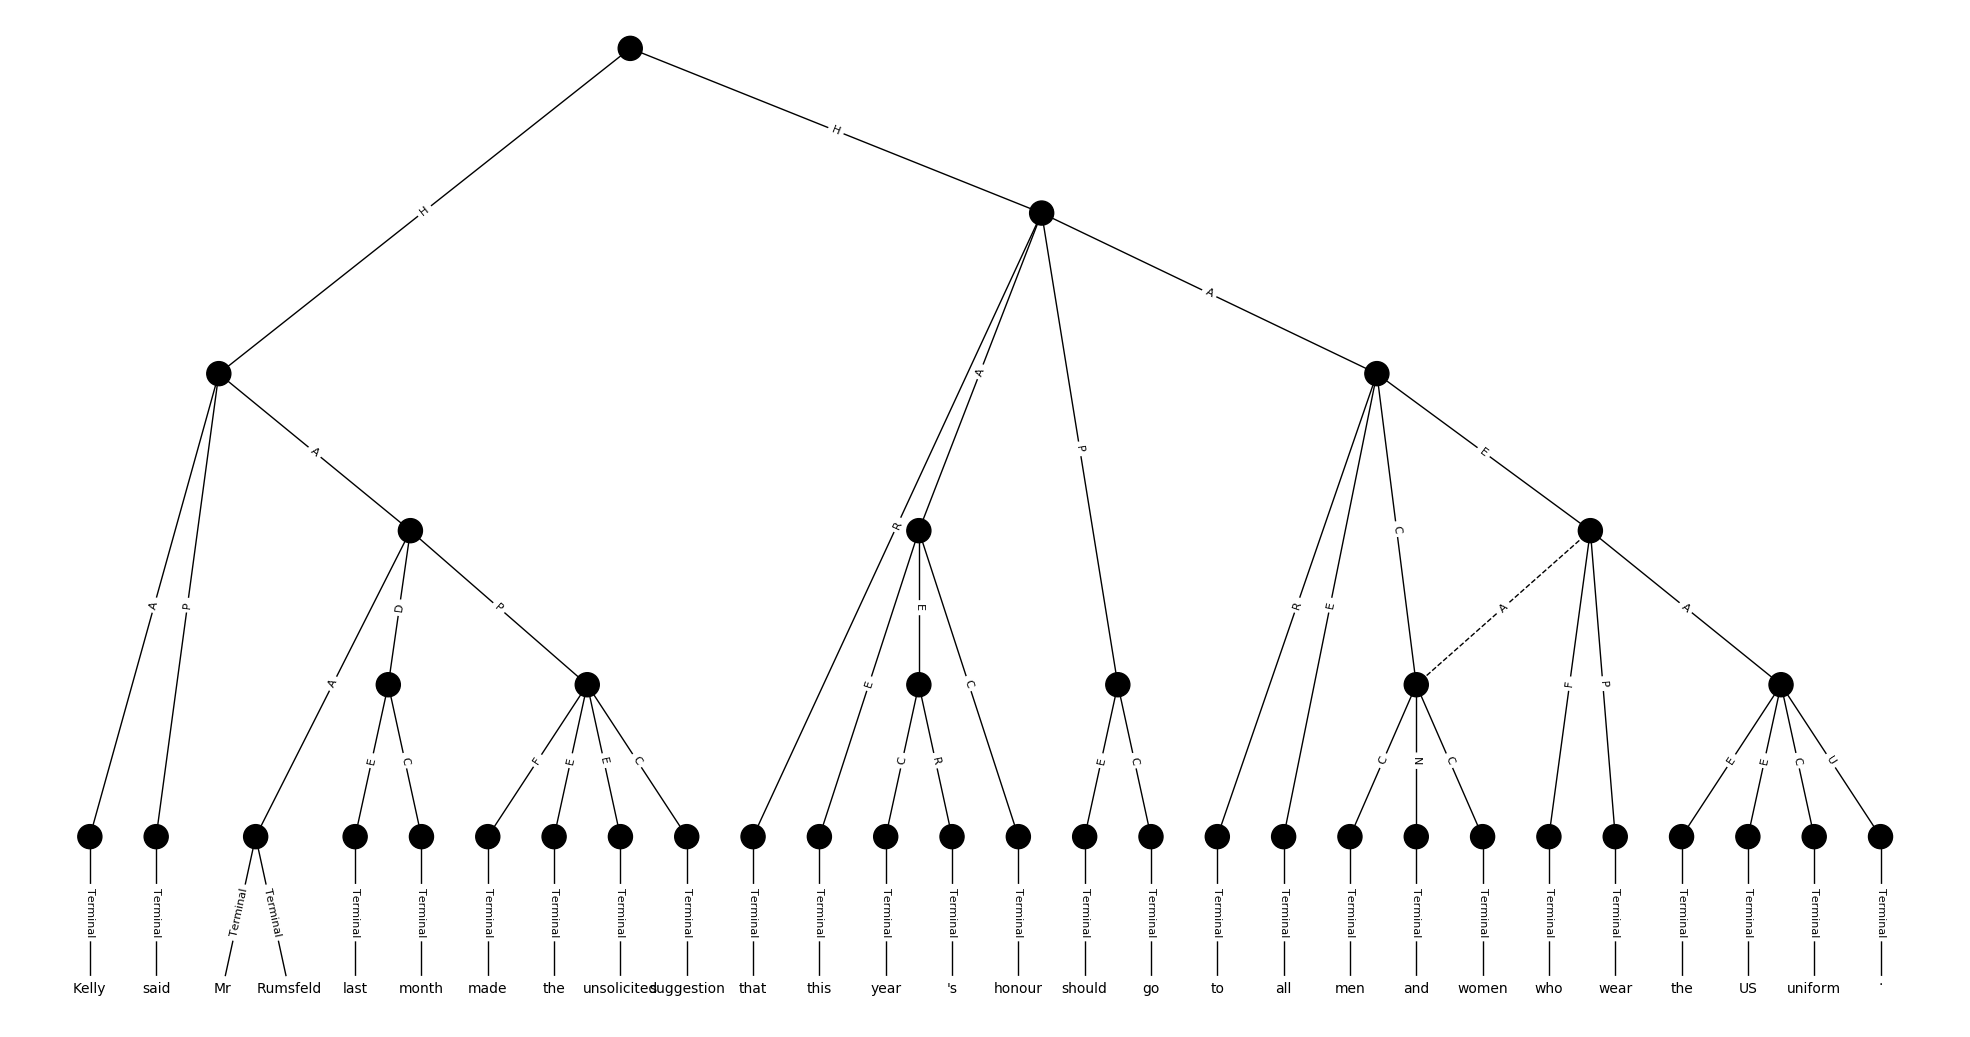 H
H
A
A
P
R
A
P
A
D
P
E
C
E
A
R
E
A
F
P
A
E
C
F
E
E
C
E
C
R
C
E
C
C
N
C
E
E
C
U
Terminal Terminal Terminal Terminal Terminal Terminal Terminal Terminal Terminal Terminal Terminal Terminal Terminal Terminal Terminal Terminal Terminal Terminal Terminal Terminal Terminal Terminal Terminal Terminal Terminal Terminal Terminal Terminal
Kelly said Mr Rumsfeld last month made the unsolicited suggestion that this year 's honour should go to all men and women who wear the US uniform .